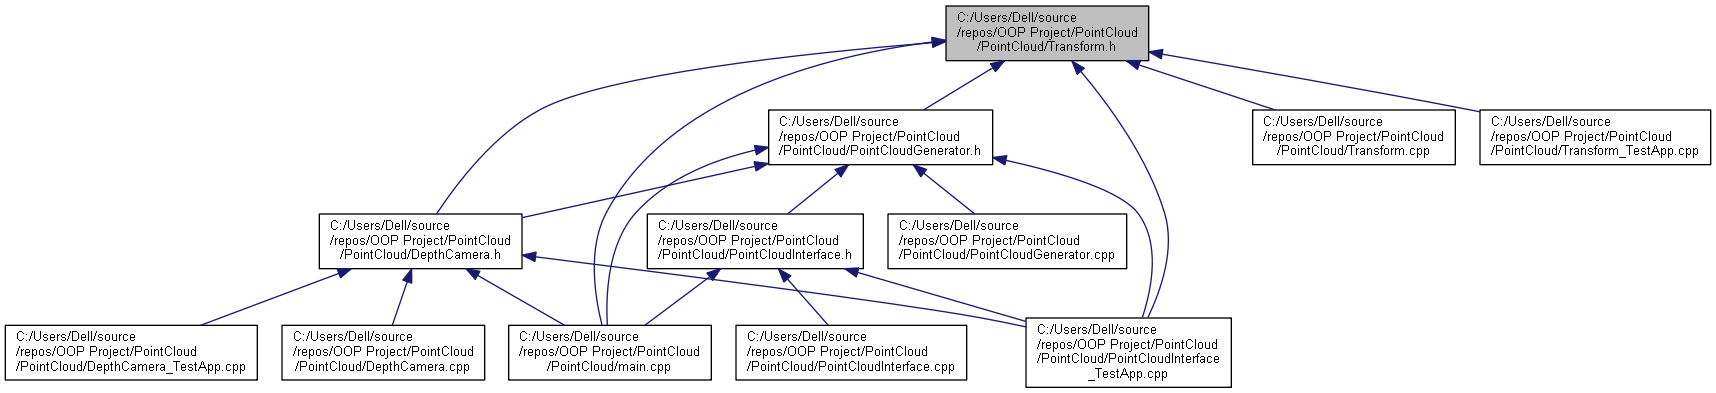 C:/Users/Dell/source
/repos/OOP Project/PointCloud
/PointCloud/Transform.h
C:/Users/Dell/source
/repos/OOP Project/PointCloud
/PointCloud/PointCloudGenerator.h
C:/Users/Dell/source
/repos/OOP Project/PointCloud
/PointCloud/Transform.cpp
C:/Users/Dell/source
/repos/OOP Project/PointCloud
/PointCloud/Transform_TestApp.cpp
C:/Users/Dell/source
/repos/OOP Project/PointCloud
/PointCloud/DepthCamera.h
C:/Users/Dell/source
/repos/OOP Project/PointCloud
/PointCloud/PointCloudInterface.h
C:/Users/Dell/source
/repos/OOP Project/PointCloud
/PointCloud/PointCloudGenerator.cpp
C:/Users/Dell/source
/repos/OOP Project/PointCloud
/PointCloud/DepthCamera_TestApp.cpp
C:/Users/Dell/source
/repos/OOP Project/PointCloud
/PointCloud/DepthCamera.cpp
C:/Users/Dell/source
/repos/OOP Project/PointCloud
/PointCloud/main.cpp
C:/Users/Dell/source
/repos/OOP Project/PointCloud
/PointCloud/PointCloudInterface.cpp
C:/Users/Dell/source
/repos/OOP Project/PointCloud
/PointCloud/PointCloudInterface
_TestApp.cpp